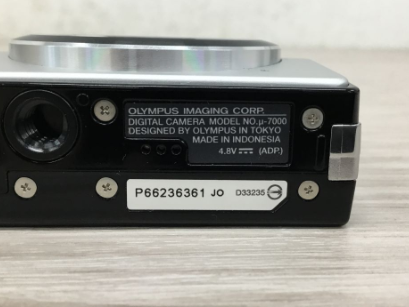 OLYMPUS IMAGING CORP.
DIGITAL CAMERA MODEL NO.μ-7000
DESIGNED BY OLYMPUS IN TOKYO
MADE IN INDONESIA
4.8V⎓ (ADP.)
P66236361 JO D33235